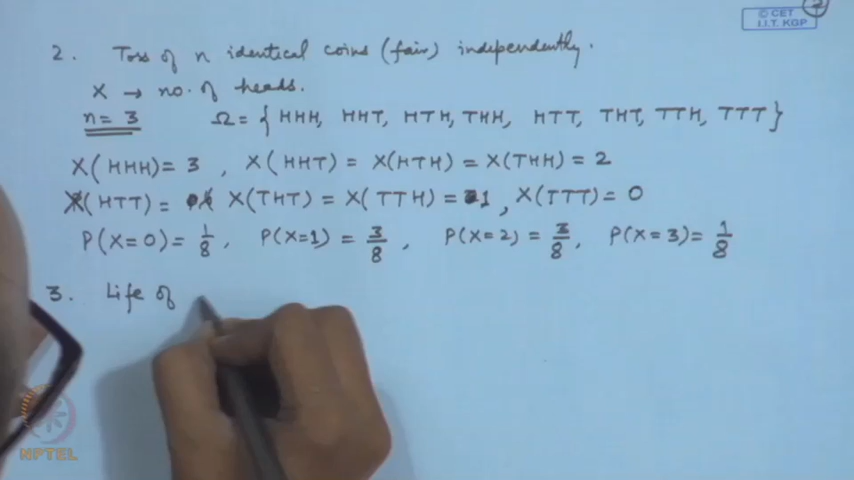 2
© CET
I.I.T. KGP
2. Toss of n identical coins (fair) independently.
X → no. of heads.
n = 3 Ω = { HHH, HHT, HTH, THH, HTT, THT, TTH, TTT }
X(HHH) = 3, X(HHT) = X(HTH) = X(THH) = 2
X(HTT) = X(THT) = X(TTH) = 1, X(TTT) = 0
P(X=0) = 1/8, P(X=1) = 3/8, P(X=2) = 3/8, P(X=3) = 1/8
3. Life of
NPTEL